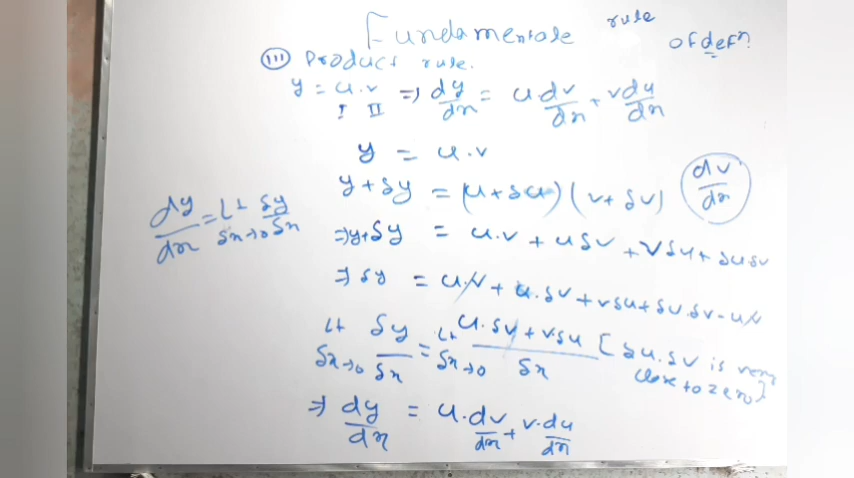 Fundamentale rule of defn
(III) Product rule.
y = u.v ⇒ dy/dx = u.dv/dx + vdu/dx
I II
y = u.v
y + δy = (u + δu) (v + δv)
dv/dx
dy/dx = Lt δx→0 δy/δx
⇒ y+δy = u.v + uδv + vδu + δuδv
⇒ δy = u.v + u.δv + vδu + δu.δv - uv
Lt δx→0 δy/δx = Lt δx→0 u.δv + v.δu / δx [δu.δv is very close to zero]
⇒ dy/dx = u.dv/dx + v.du/dx